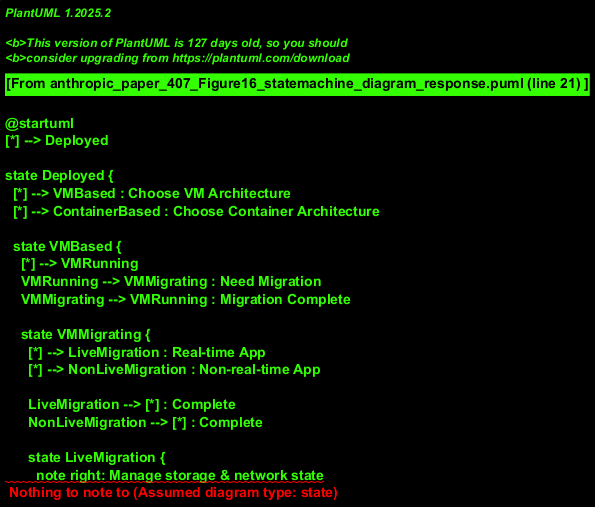 PlantUML 1.2025.2
<b>This version of PlantUML is 127 days old, so you should
<b>consider upgrading from https://plantuml.com/download
[From anthropic_paper_407_Figure16_statemachine_diagram_response.puml (line 21) ]
@startuml
[*] --> Deployed
state Deployed {
[*] --> VMBased : Choose VM Architecture
[*] --> ContainerBased : Choose Container Architecture
state VMBased {
[*] --> VMRunning
VMRunning --> VMMigrating : Need Migration
VMMigrating --> VMRunning : Migration Complete
state VMMigrating {
[*] --> LiveMigration : Real-time App
[*] --> NonLiveMigration : Non-real-time App
LiveMigration --> [*] : Complete
NonLiveMigration --> [*] : Complete
state LiveMigration {
note right: Manage storage & network state
Nothing to note to (Assumed diagram type: state)